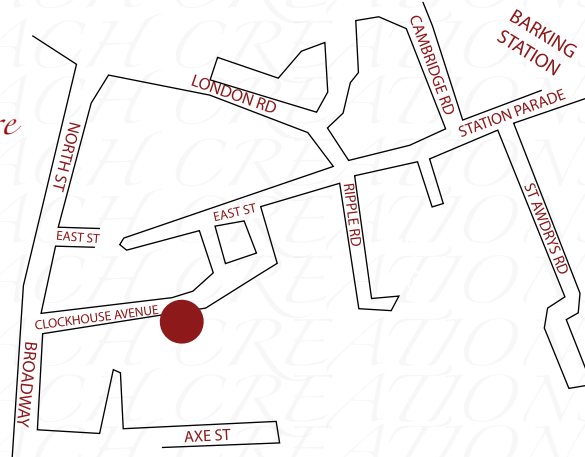 BARKING
STATION
CAMBRIDGE RD
STATION PARADE
LONDON RD
re
NORTH ST
ST AWDRYS RD
RIPPLE RD
EAST ST
EAST ST
CLOCKHOUSE AVENUE
BROADWAY
AXE ST